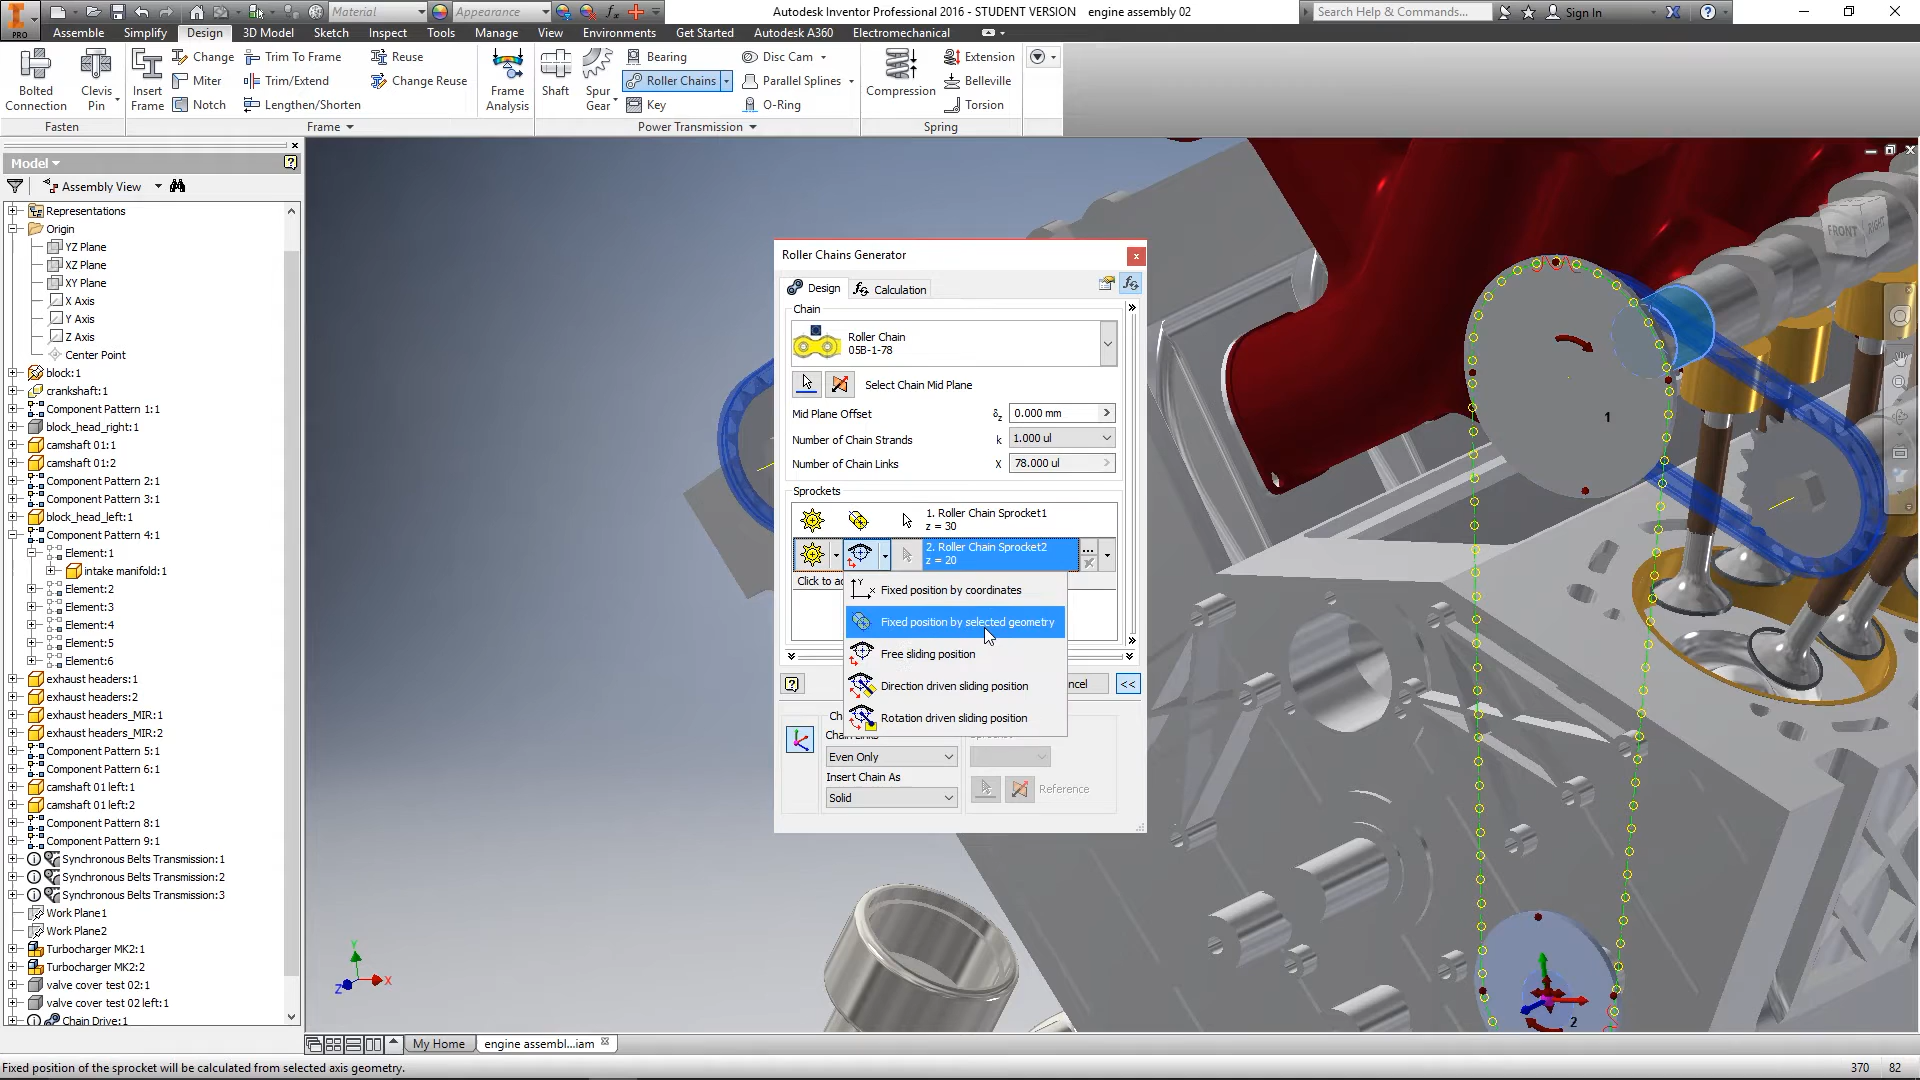 Material
Appearance
Autodesk Inventor Professional 2016 - STUDENT VERSION engine assembly 02
Search Help & Commands...
Sign In
PRO
Assemble
Simplify
Design
3D Model
Sketch
Inspect
Tools
Manage
View
Environments
Get Started
Autodesk A360
Electromechanical
Bolted Connection
Clevis Pin
Insert Frame
Change
Miter
Notch
Trim To Frame
Trim/Extend
Lengthen/Shorten
Reuse
Change Reuse
Frame Analysis
Shaft
Spur Gear
Bearing
Roller Chains
Key
Disc Cam
Parallel Splines
O-Ring
Compression
Extension
Belleville
Torsion
Fasten
Frame
Power Transmission
Spring
Model
Assembly View
Representations
Origin
YZ Plane
XZ Plane
XY Plane
X Axis
Y Axis
Z Axis
Center Point
block:1
crankshaft:1
Component Pattern 1:1
block_head_right:1
camshaft 01:1
camshaft 01:2
Component Pattern 2:1
Component Pattern 3:1
block_head_left:1
Component Pattern 4:1
Element:1
intake manifold:1
Element:2
Element:3
Element:4
Element:5
Element:6
exhaust headers:1
exhaust headers:2
exhaust headers_MIR:1
exhaust headers_MIR:2
Component Pattern 5:1
Component Pattern 6:1
camshaft 01 left:1
camshaft 01 left:2
Component Pattern 8:1
Component Pattern 9:1
Synchronous Belts Transmission:1
Synchronous Belts Transmission:2
Synchronous Belts Transmission:3
Work Plane1
Work Plane2
Turbocharger MK2:1
Turbocharger MK2:2
valve cover test 02:1
valve cover test 02 left:1
Chain Drive:1
Roller Chains Generator
Design
Calculation
Chain
Roller Chain
05B-1-78
Select Chain Mid Plane
Mid Plane Offset δz 0.000 mm
Number of Chain Strands k 1.000 ul
Number of Chain Links X 78.000 ul
Sprockets
1. Roller Chain Sprocket1
z = 30
2. Roller Chain Sprocket2
z = 20
Click to ad
Fixed position by coordinates
Fixed position by selected geometry
Free sliding position
Direction driven sliding position
Rotation driven sliding position
ncel
<<
Ch
Chain Links
Even Only
Insert Chain As
Solid
Reference
FRONT
RIGHT
1
2
Y
X
Z
My Home
engine assembl...iam
Fixed position of the sprocket will be calculated from selected axis geometry.
370 82